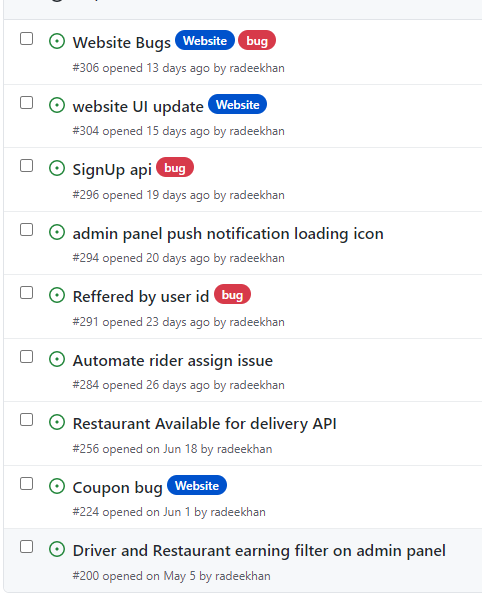 Website Bugs Website bug
#306 opened 13 days ago by radeekhan
website UI update Website
#304 opened 15 days ago by radeekhan
SignUp api bug
#296 opened 19 days ago by radeekhan
admin panel push notification loading icon
#294 opened 20 days ago by radeekhan
Reffered by user id bug
#291 opened 23 days ago by radeekhan
Automate rider assign issue
#284 opened 26 days ago by radeekhan
Restaurant Available for delivery API
#256 opened on Jun 18 by radeekhan
Coupon bug Website
#224 opened on Jun 1 by radeekhan
Driver and Restaurant earning filter on admin panel
#200 opened on May 5 by radeekhan